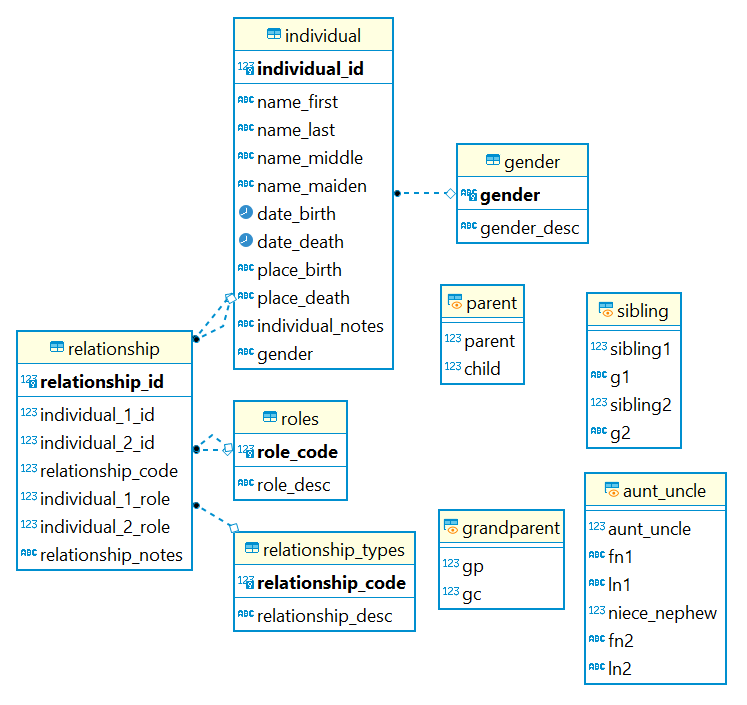 individual
123 individual_id
ABC name_first
ABC name_last
ABC name_middle
ABC name_maiden
date_birth
date_death
ABC place_birth
ABC place_death
ABC individual_notes
ABC gender
gender
ABC gender
ABC gender_desc
parent
123 parent
123 child
sibling
123 sibling1
ABC g1
123 sibling2
ABC g2
relationship
123 relationship_id
123 individual_1_id
123 individual_2_id
123 relationship_code
123 individual_1_role
123 individual_2_role
ABC relationship_notes
roles
123 role_code
ABC role_desc
relationship_types
123 relationship_code
ABC relationship_desc
grandparent
123 gp
123 gc
aunt_uncle
123 aunt_uncle
ABC fn1
ABC ln1
123 niece_nephew
ABC fn2
ABC ln2